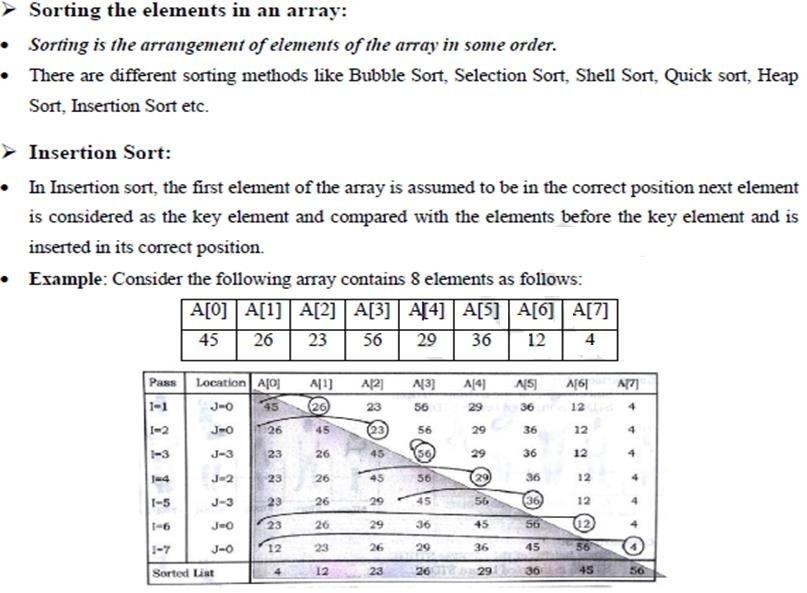 ➤ Sorting the elements in an array:
• Sorting is the arrangement of elements of the array in some order.
• There are different sorting methods like Bubble Sort, Selection Sort, Shell Sort, Quick sort, Heap
Sort, Insertion Sort etc.
➤ Insertion Sort:
• In Insertion sort, the first element of the array is assumed to be in the correct position next element
is considered as the key element and compared with the elements before the key element and is
inserted in its correct position.
• Example: Consider the following array contains 8 elements as follows:
A[0] A[1] A[2] A[3] A[4] A[5] A[6] A[7]
45 26 23 56 29 36 12 4
Pass Location A[0] A[1] A[2] A[3] A[4] A[5] A[6] A[7]
I=1 J=0 45 26 23 56 29 36 12 4
I=2 J=0 26 45 23 56 29 36 12 4
I=3 J=3 23 26 45 56 29 36 12 4
I=4 J=2 23 26 45 56 29 36 12 4
I=5 J=3 23 26 29 45 56 36 12 4
I=6 J=0 23 26 29 36 45 56 12 4
I=7 J=0 12 23 26 29 36 45 56 4
Sorted List 4 12 23 26 29 36 45 56